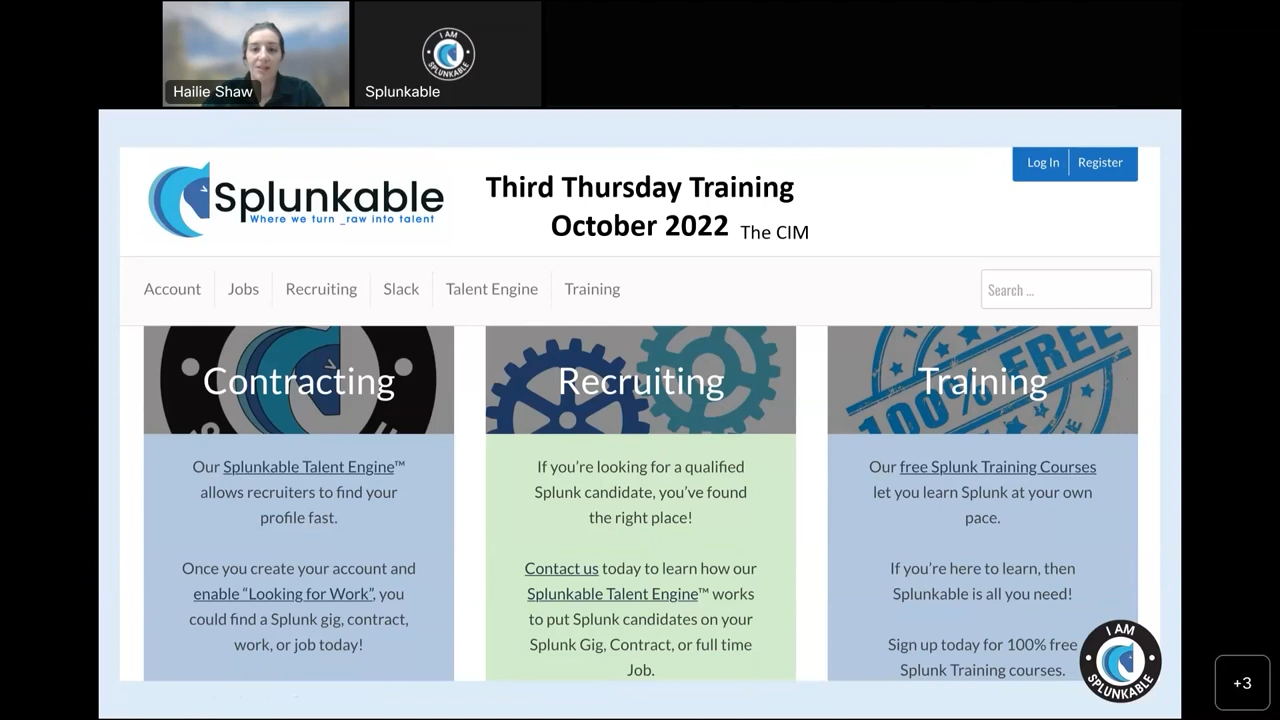 I AM
SPLUNKABLE
Hailie Shaw
Splunkable
Splunkable
Where we turn _raw into talent
Third Thursday Training
October 2022 The CIM
Log In
Register
Account
Jobs
Recruiting
Slack
Talent Engine
Training
Search ...
Contracting
Our Splunkable Talent Engine™
allows recruiters to find your
profile fast.
Once you create your account and
enable “Looking for Work”, you
could find a Splunk gig, contract,
work, or job today!
Recruiting
If you’re looking for a qualified
Splunk candidate, you’ve found
the right place!
Contact us today to learn how our
Splunkable Talent Engine™ works
to put Splunk candidates on your
Splunk Gig, Contract, or full time
Job.
100% FREE
Training
Our free Splunk Training Courses
let you learn Splunk at your own
pace.
If you’re here to learn, then
Splunkable is all you need!
Sign up today for 100% free
Splunk Training courses.
I AM
SPLUNKABLE
+3